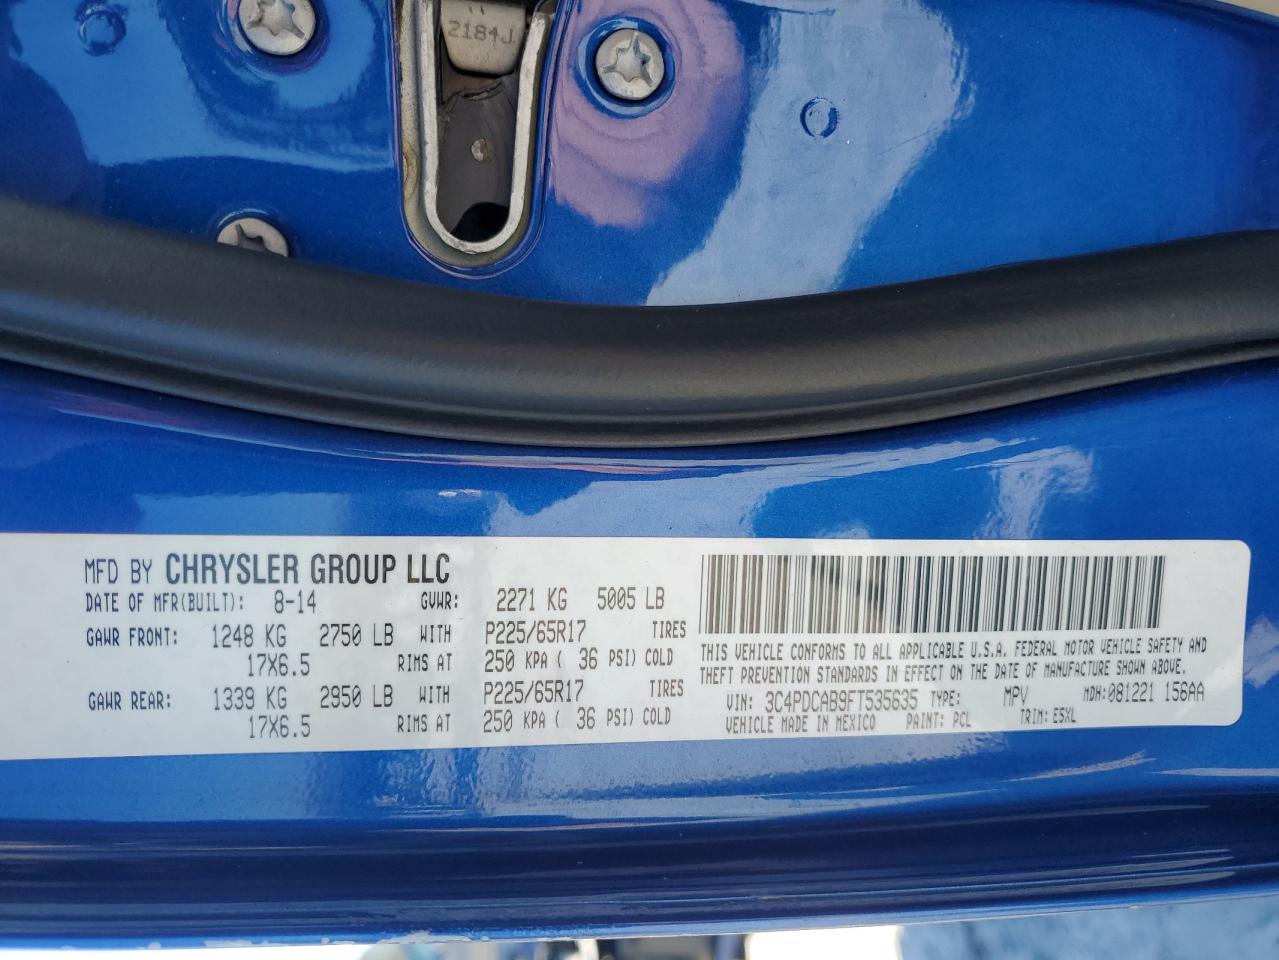 2184J
MFD BY CHRYSLER GROUP LLC
DATE OF MFR(BUILT): 8-14 GVWR: 2271 KG 5005 LB
GAWR FRONT: 1248 KG 2750 LB WITH P225/65R17 TIRES
17X6.5 RIMS AT 250 KPA ( 36 PSI) COLD
GAWR REAR: 1339 KG 2950 LB WITH P225/65R17 TIRES
17X6.5 RIMS AT 250 KPA ( 36 PSI) COLD
THIS VEHICLE CONFORMS TO ALL APPLICABLE U.S.A. FEDERAL MOTOR VEHICLE SAFETY AND
THEFT PREVENTION STANDARDS IN EFFECT ON THE DATE OF MANUFACTURE SHOWN ABOVE.
VIN: 3C4PDCAB9FT535635 TYPE: MPV MDH: 081221 156AA
VEHICLE MADE IN MEXICO PAINT: PCL TRIM: E5XL